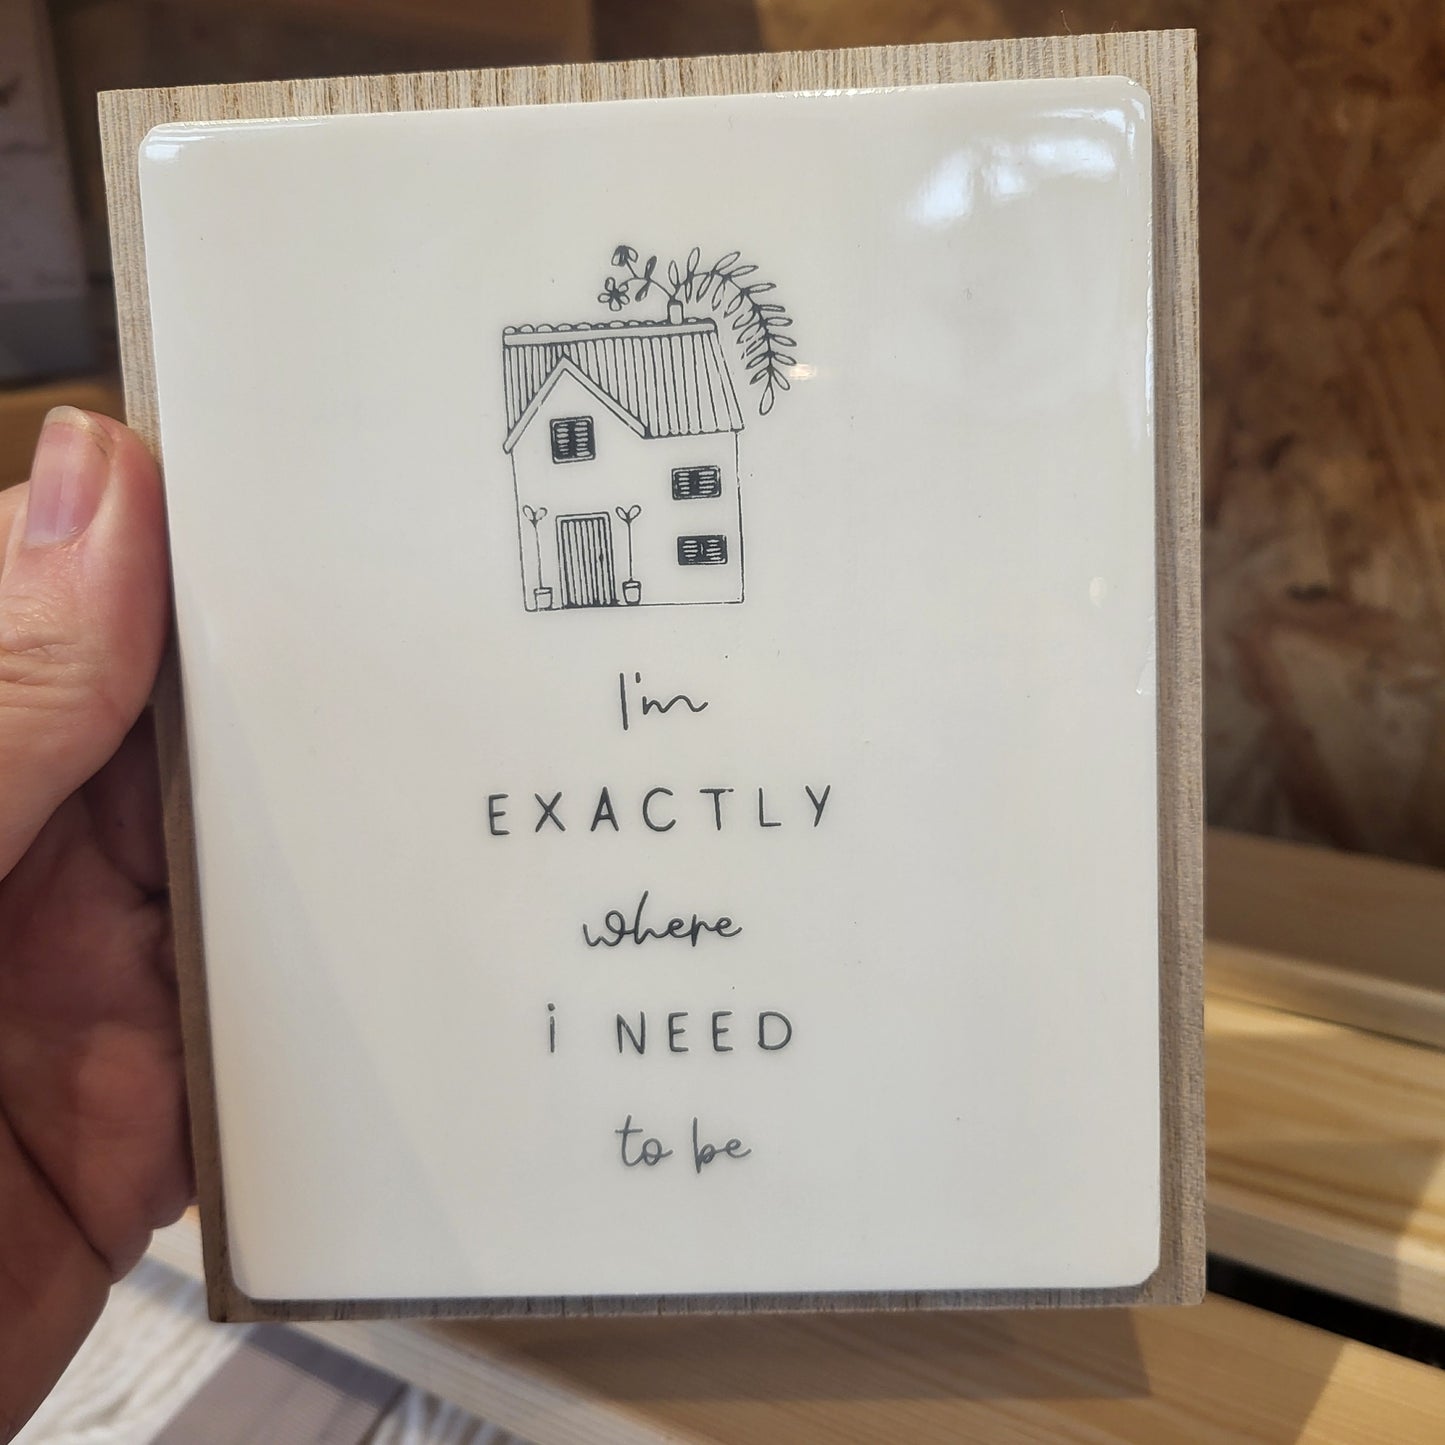 I'm
EXACTLY
where
i NEED
to be